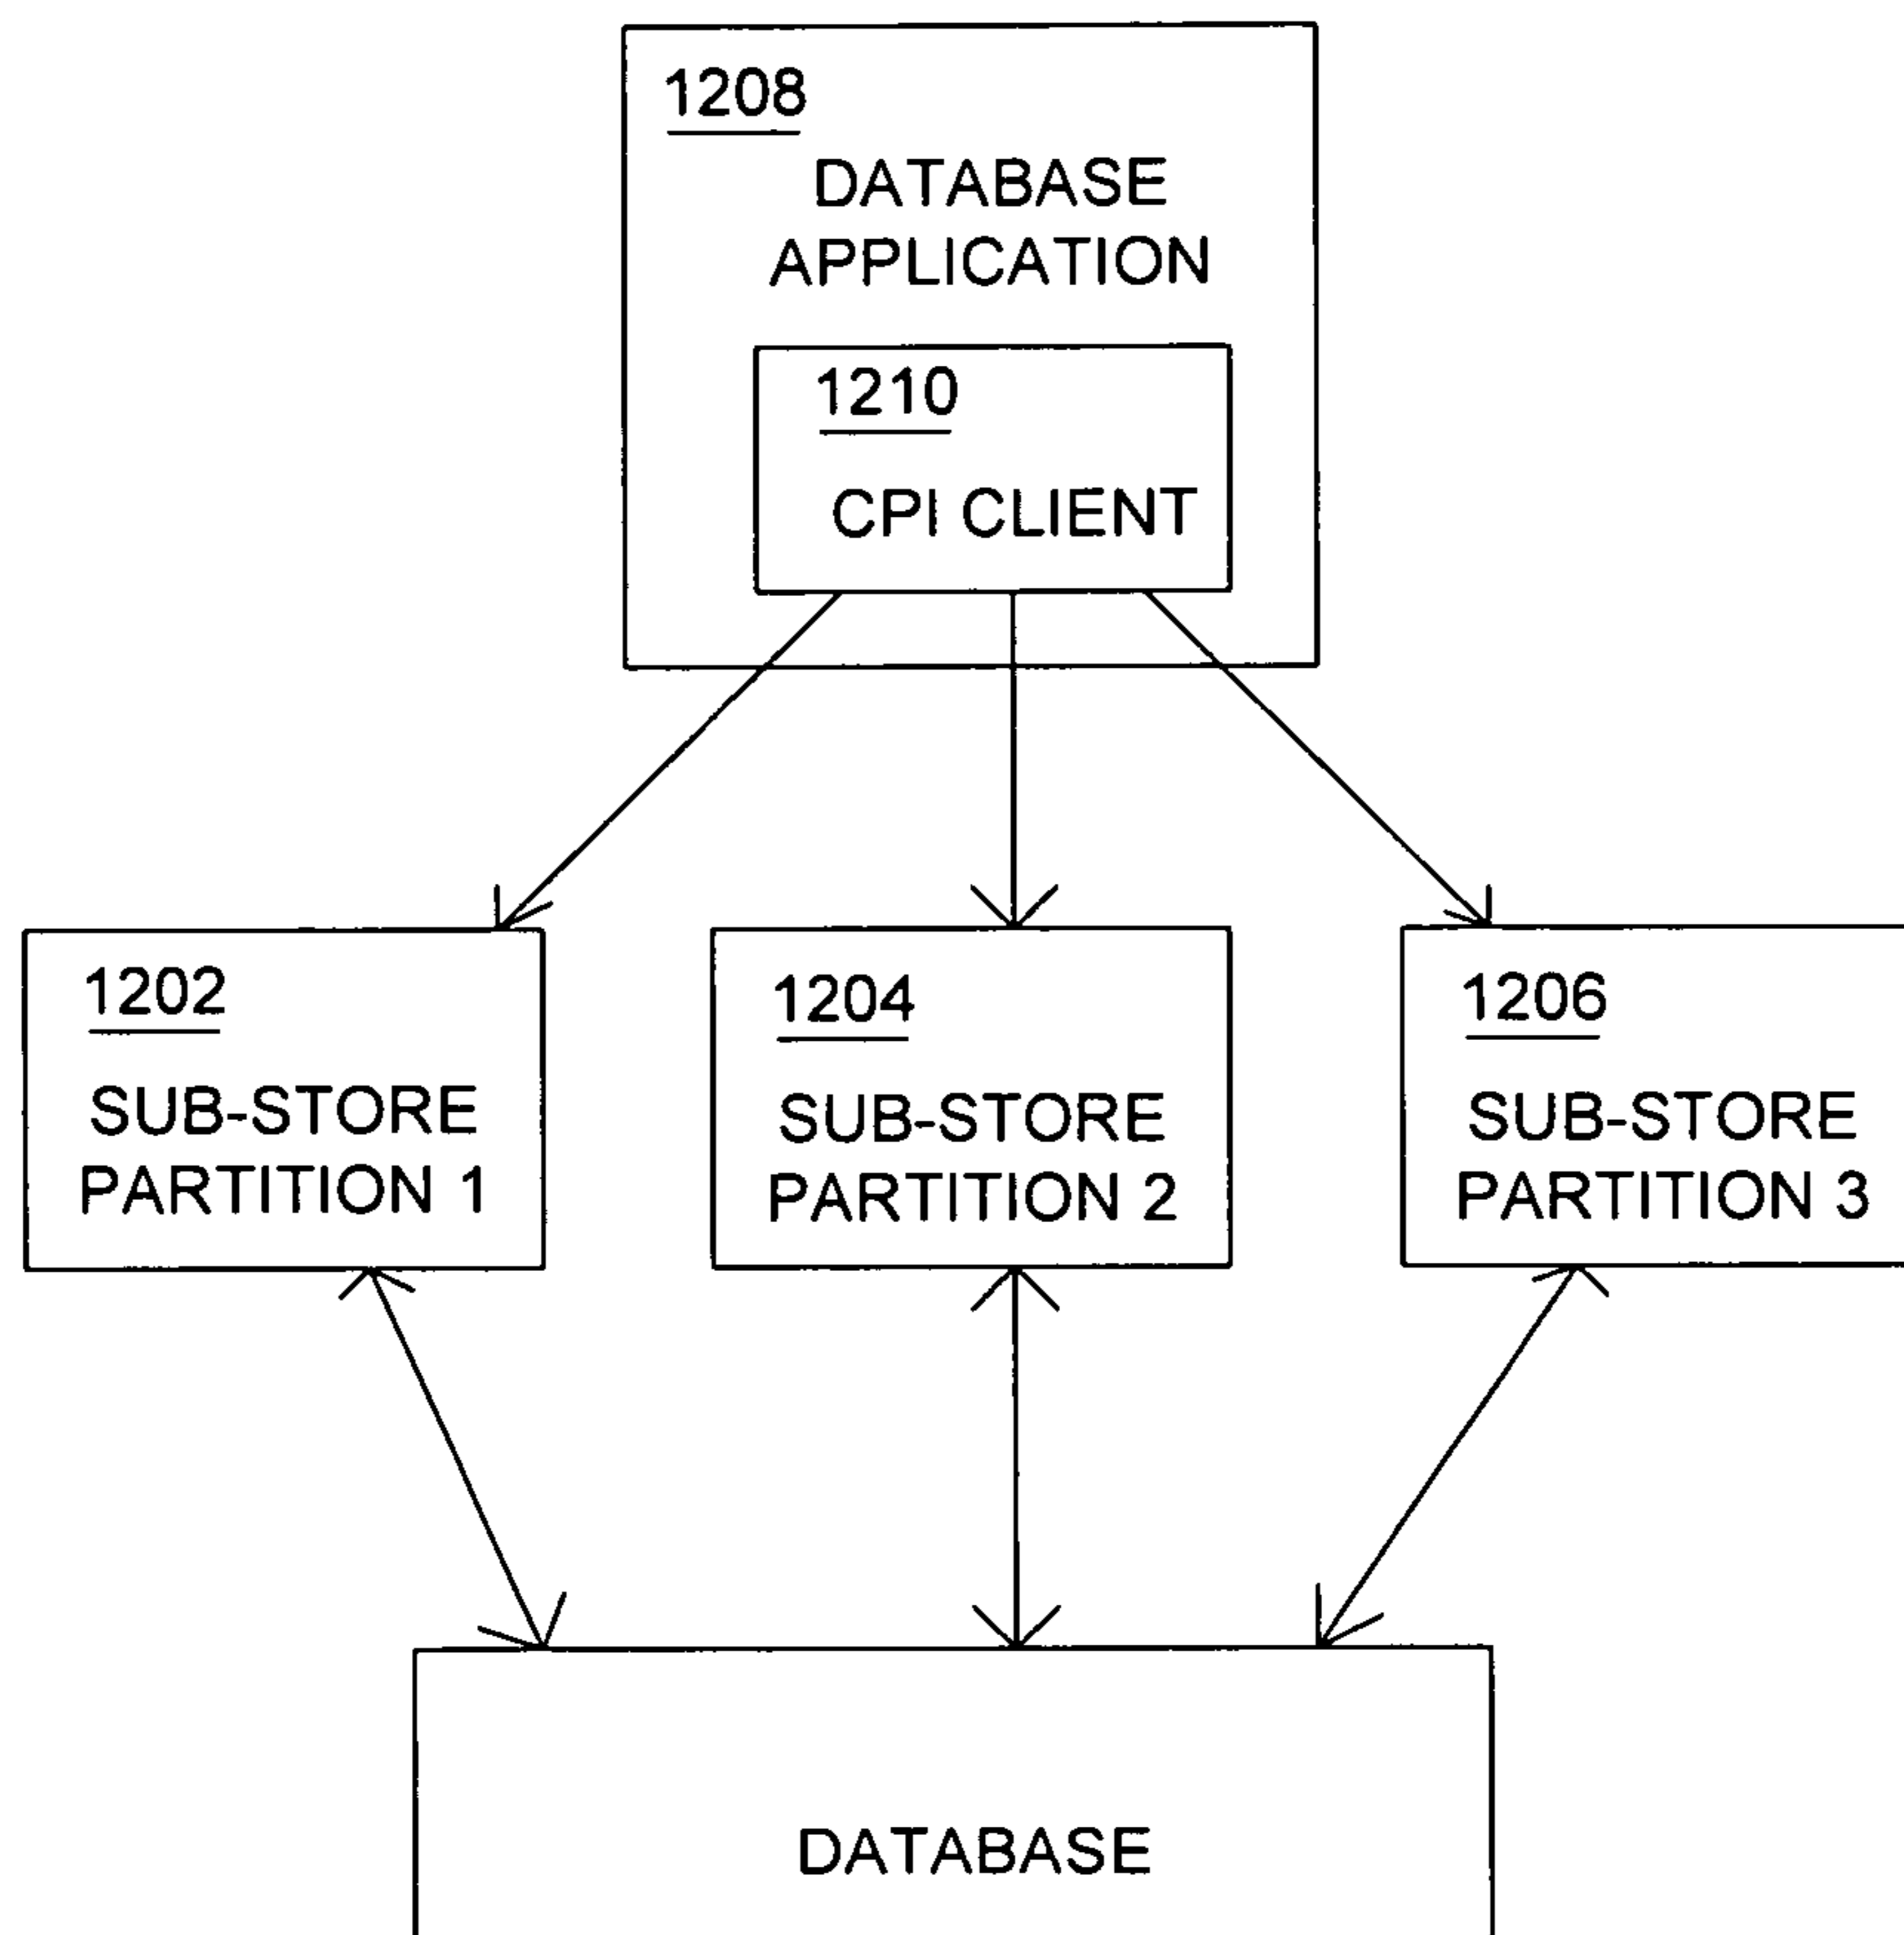 1208
DATABASE
APPLICATION
1210
CPI CLIENT
1202
SUB-STORE
PARTITION 1
1204
SUB-STORE
PARTITION 2
1206
SUB-STORE
PARTITION 3
DATABASE